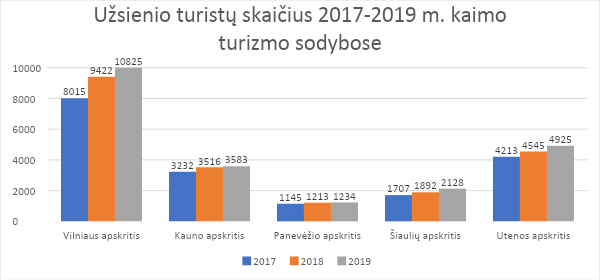 Užsienio turistų skaičius 2017-2019 m. kaimo
turizmo sodybose
10000
8000
6000
4000
2000
0
8015 9422 10825
3232 3516 3583
1145 1213 1234
1707 1892 2128
4213 4545 4925
Vilniaus apskritis Kauno apskritis Panevėžio apskritis Šiaulių apskritis Utenos apskritis
2017 2018 2019